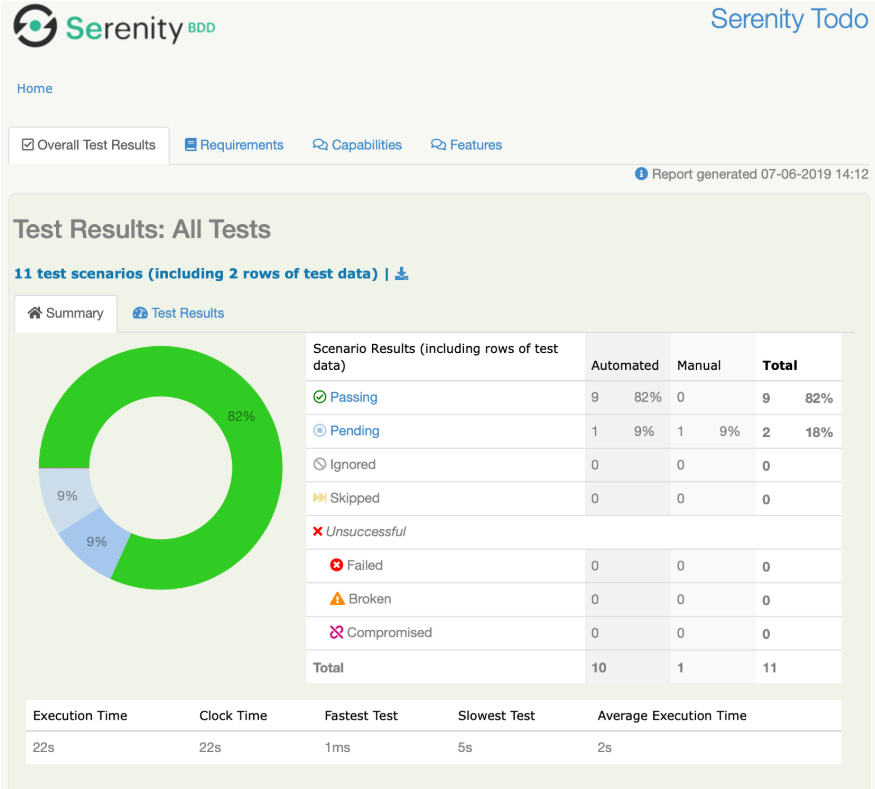 Serenity BDD
Serenity Todo
Home
Overall Test Results Requirements Capabilities Features
Report generated 07-06-2019 14:12
Test Results: All Tests
11 test scenarios (including 2 rows of test data) |
Summary Test Results
82%
9%
9%
Scenario Results (including rows of test
data) Automated Manual Total
Passing 9 82% 0 9 82%
Pending 1 9% 1 9% 2 18%
Ignored 0 0 0
Skipped 0 0 0
Unsuccessful
Failed 0 0 0
Broken 0 0 0
Compromised 0 0 0
Total 10 1 11
Execution Time Clock Time Fastest Test Slowest Test Average Execution Time
22s 22s 1ms 5s 2s